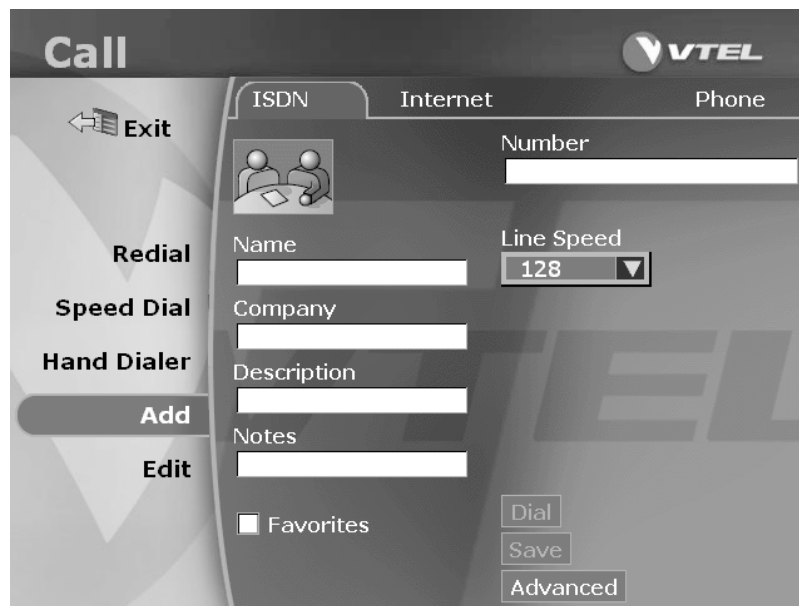 Call
VTEL
Exit
Redial
Speed Dial
Hand Dialer
Add
Edit
ISDN Internet Phone
Number
Name
Line Speed
128
Company
Description
Notes
Favorites
Dial
Save
Advanced
VTEL